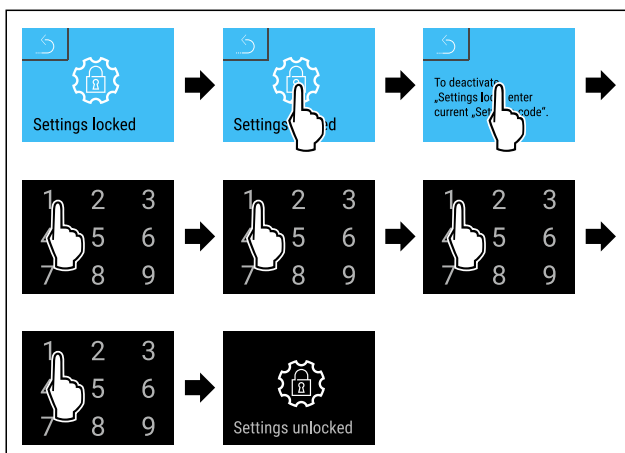 Settings locked
Settings
To deactivate
„Settings enter
current code".
1 2 3
4 5 6
7 8 9
1 2 3
4 5 6
7 8 9
1 2 3
4 5 6
7 8 9
1 2 3
4 5 6
7 8 9
Settings unlocked